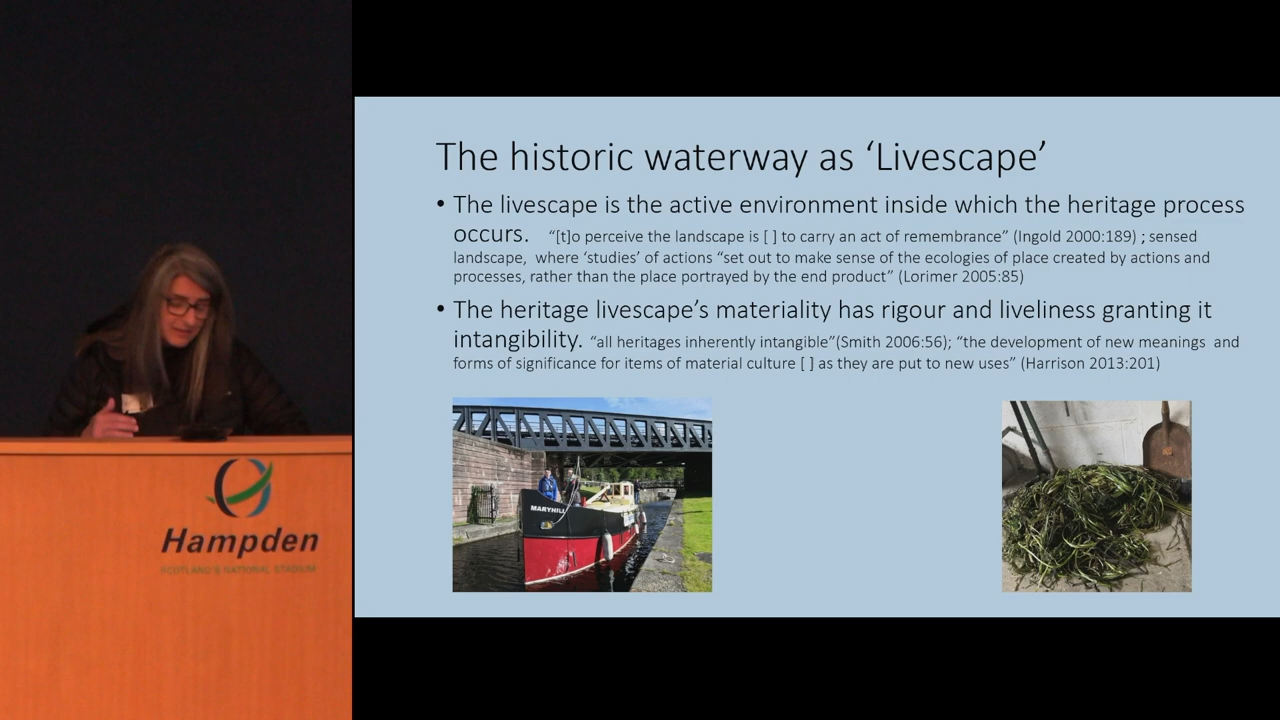 The historic waterway as ‘Livescape’
• The livescape is the active environment inside which the heritage process
occurs. “[t]o perceive the landscape is [ ] to carry an act of remembrance” (Ingold 2000:189) ; sensed
landscape, where ‘studies’ of actions “set out to make sense of the ecologies of place created by actions and
processes, rather than the place portrayed by the end product” (Lorimer 2005:85)
• The heritage livescape’s materiality has rigour and liveliness granting it
intangibility. “all heritages inherently intangible”(Smith 2006:56); “the development of new meanings and
forms of significance for items of material culture [ ] as they are put to new uses” (Harrison 2013:201)
MARYHILL
Hampden
SCOTLAND'S NATIONAL STADIUM